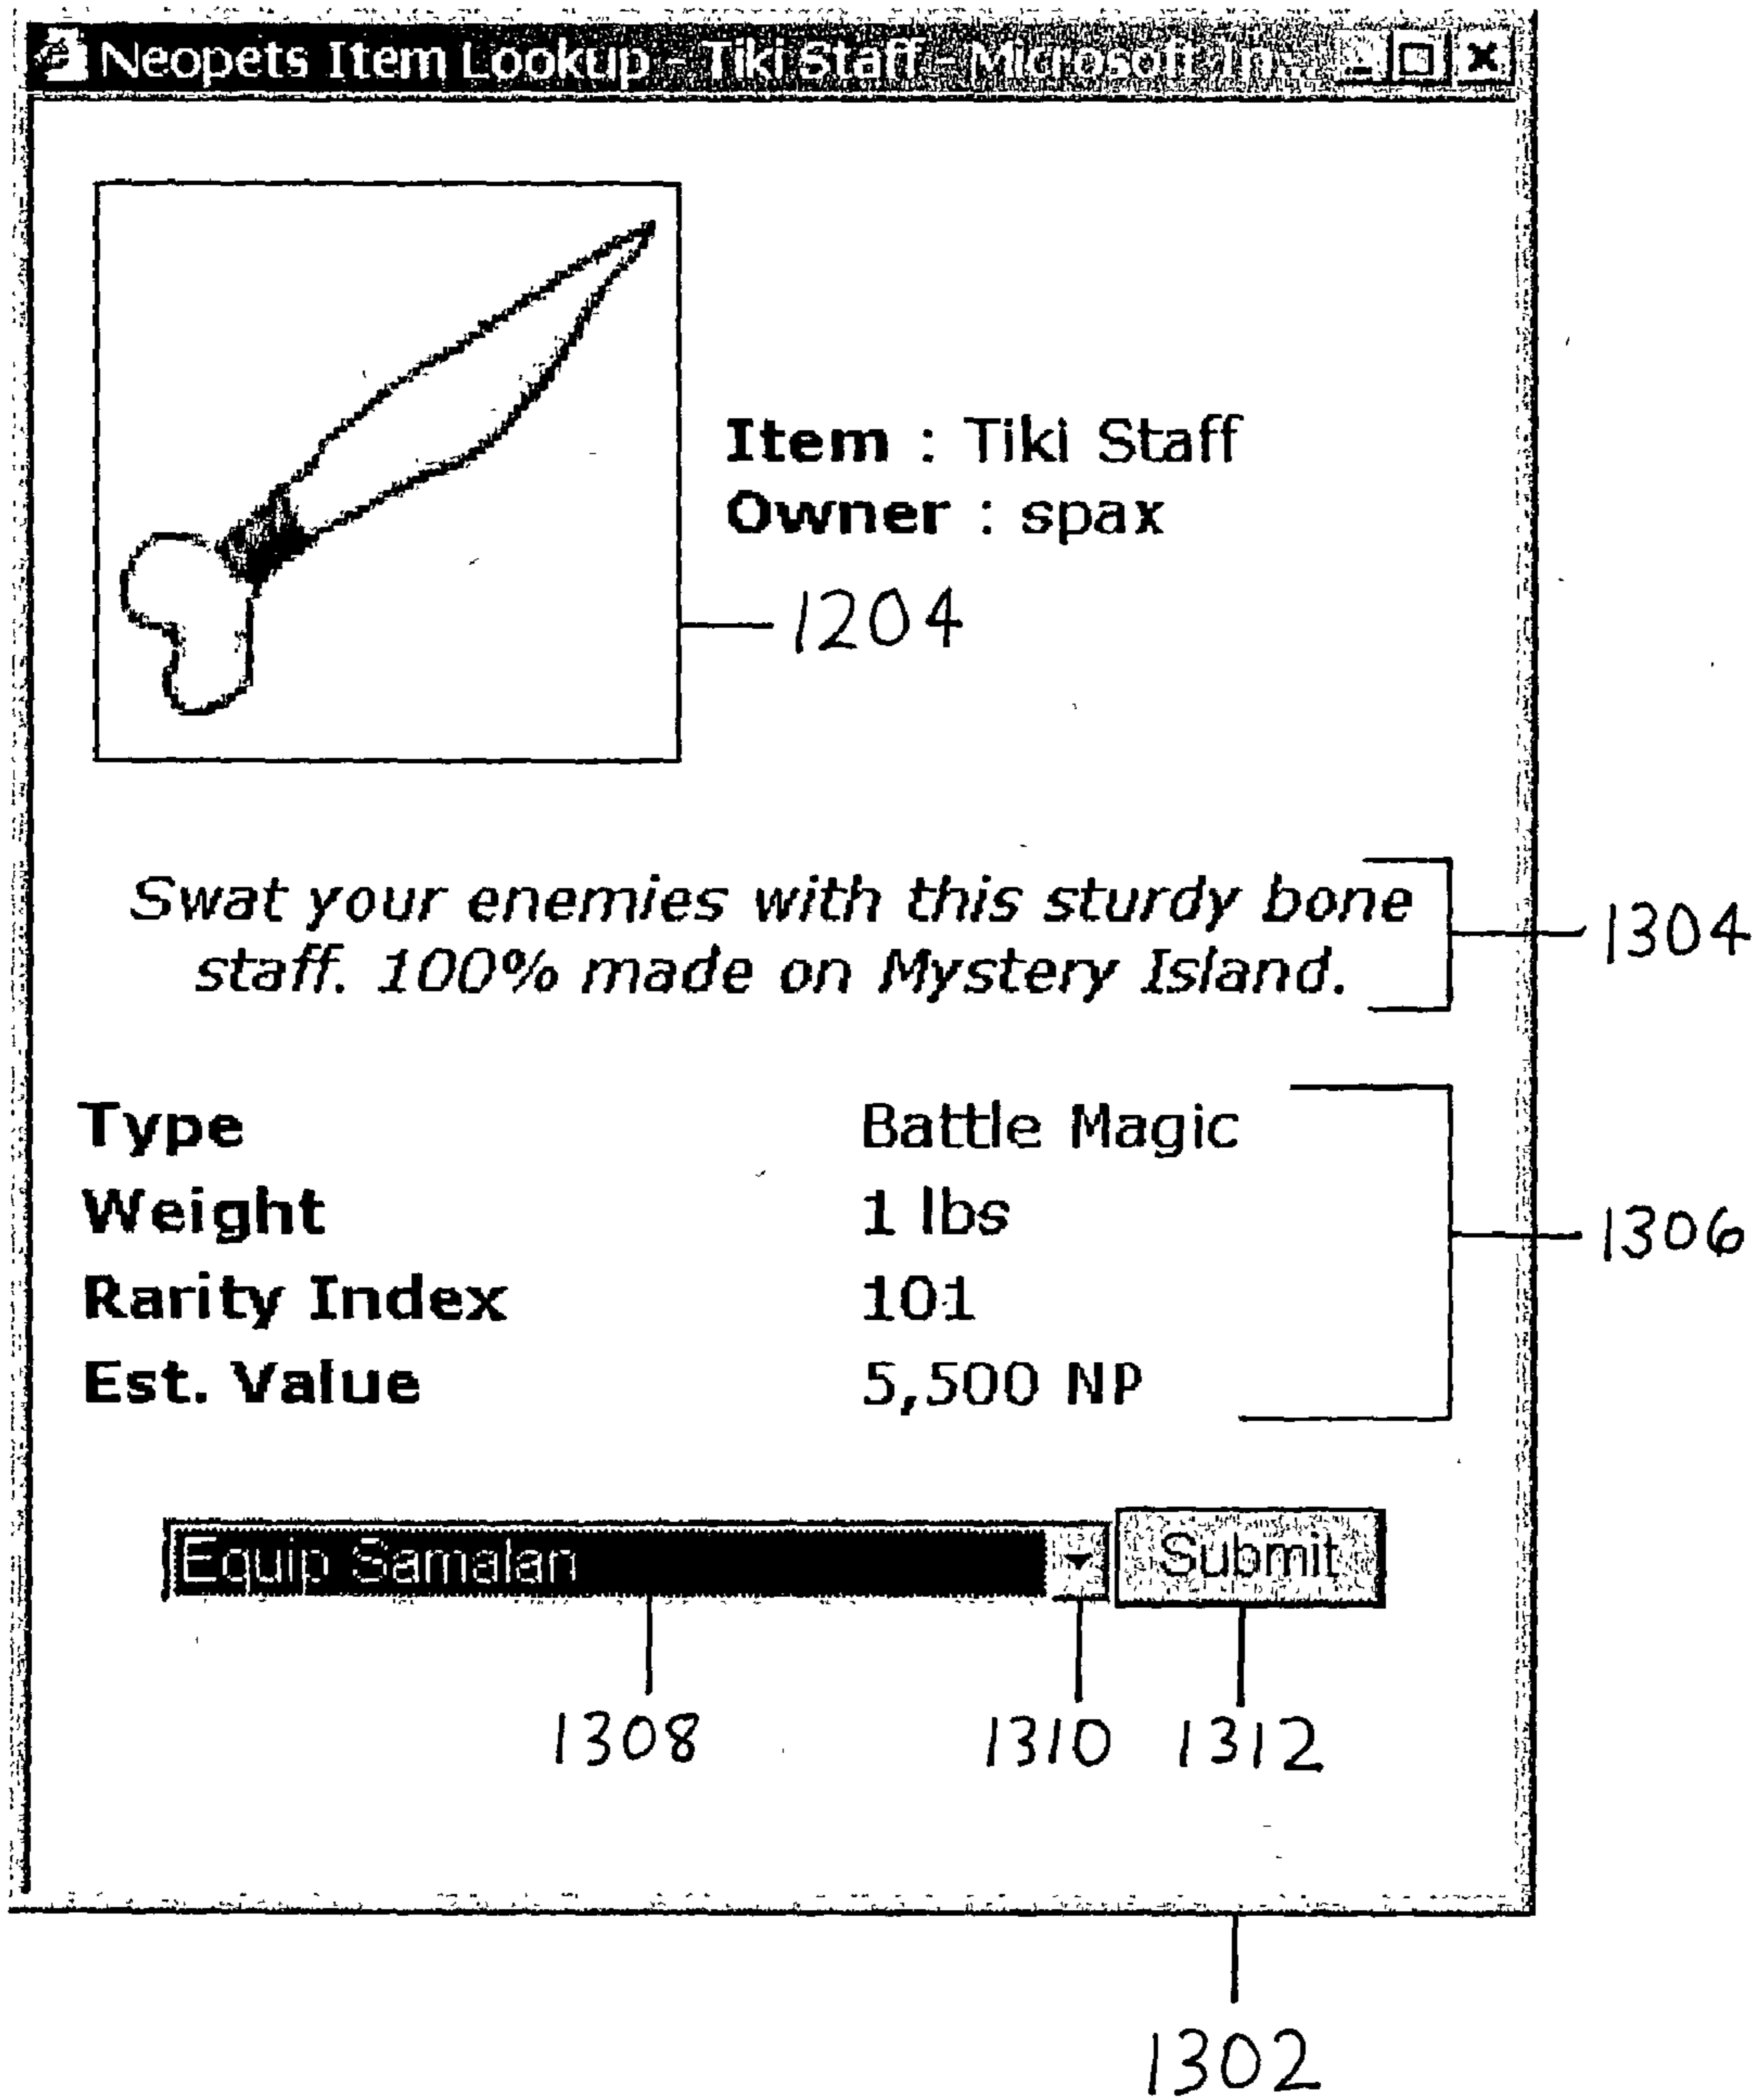 Neopets Item Lookup - Tiki Staff - Microsoft In...
Item : Tiki Staff
Owner : spax
1204
Swat your enemies with this sturdy bone
staff. 100% made on Mystery Island.
1304
Type Battle Magic
Weight 1 lbs
1306
Rarity Index 101
Est. Value 5,500 NP
Equip Samalan Submit
1308 1310 1312
1302